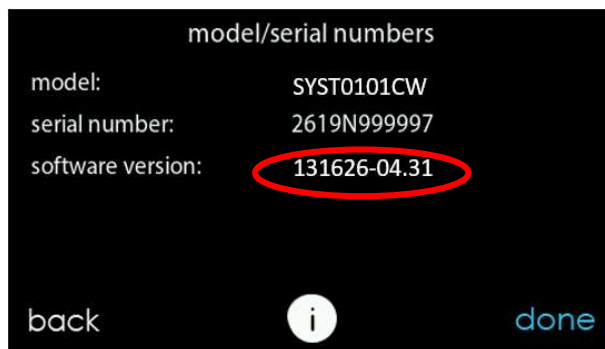 model/serial numbers
model: SYST0101CW
serial number: 2619N999997
software version: 131626-04.31
back i done